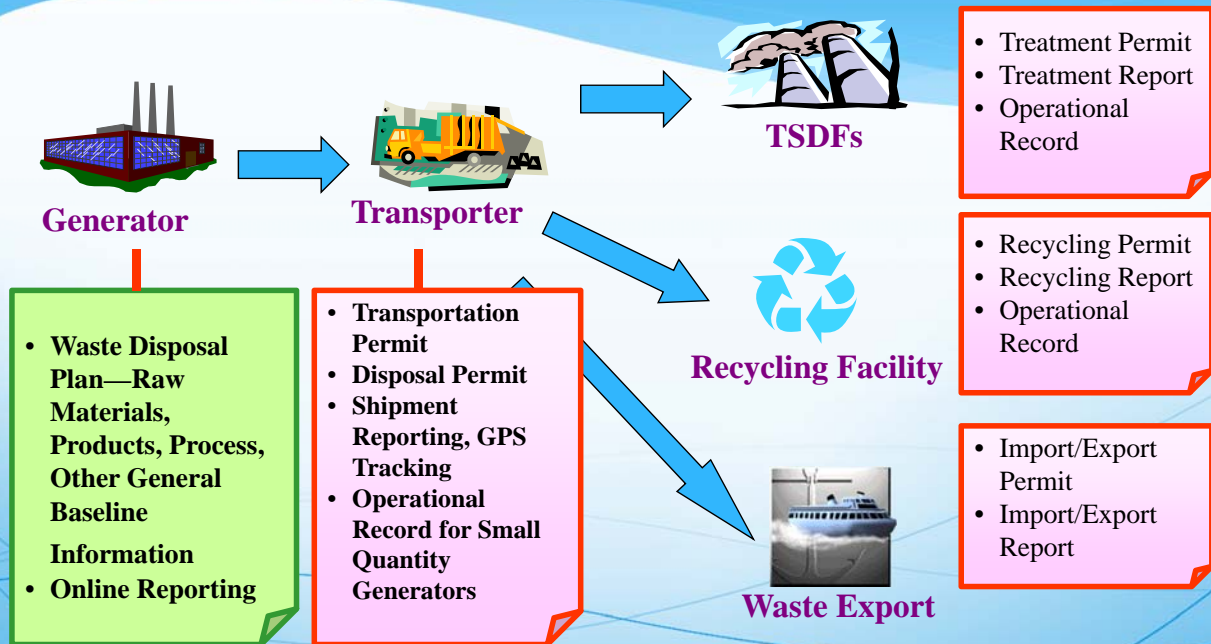 Generator
• Waste Disposal
Plan—Raw
Materials,
Products, Process,
Other General
Baseline
Information
• Online Reporting
Transporter
• Transportation
Permit
• Disposal Permit
• Shipment
Reporting, GPS
Tracking
• Operational
Record for Small
Quantity
Generators
TSDFs
• Treatment Permit
• Treatment Report
• Operational
Record
Recycling Facility
• Recycling Permit
• Recycling Report
• Operational
Record
Waste Export
• Import/Export
Permit
• Import/Export
Report